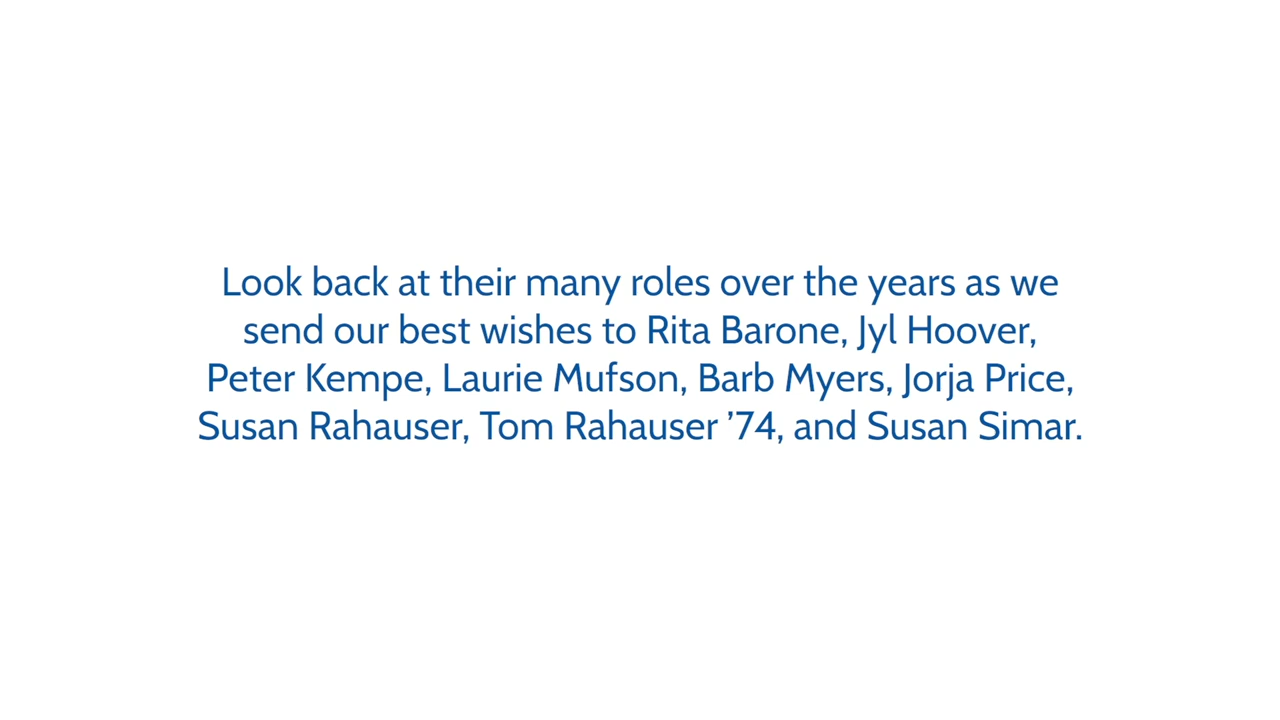 Look back at their many roles over the years as we
send our best wishes to Rita Barone, Jyl Hoover,
Peter Kempe, Laurie Mufson, Barb Myers, Jorja Price,
Susan Rahauser, Tom Rahauser ’74, and Susan Simar.